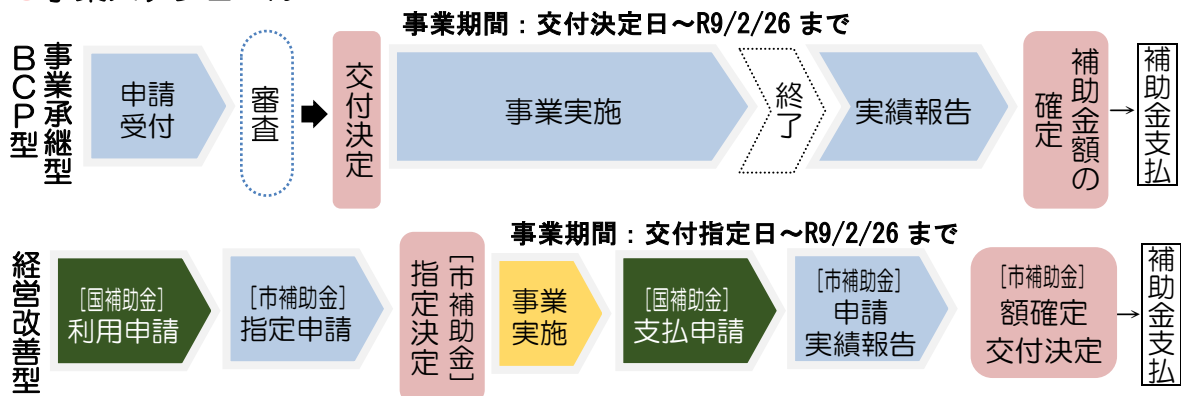 事業期間：交付決定日～R9/2/26 まで
事業承継型
BCP型
申請
受付
審査
交付決定
事業実施
終了
実績報告
補助金額の
確定
補助金支払
事業期間：交付指定日～R9/2/26 まで
経営改善型
[国補助金]
利用申請
[市補助金]
指定申請
[市補助金]
指定決定
事業
実施
[国補助金]
支払申請
[市補助金]
申請
実績報告
[市補助金]
額確定
交付決定
補助金支払